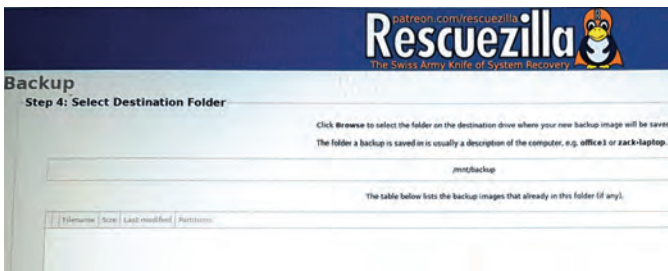 patreon.com/rescuezilla
Rescuezilla
The Swiss Army Knife of System Recovery
Backup
Step 4: Select Destination Folder
Click Browse to select the folder on the destination drive where your new backup image will be saved
The folder a backup is saved in is usually a description of the computer, e.g. office1 or zack-laptop.
/mnt/backup
The table below lists the backup images that already in this folder (if any).
Filename Size Last modified Partitions